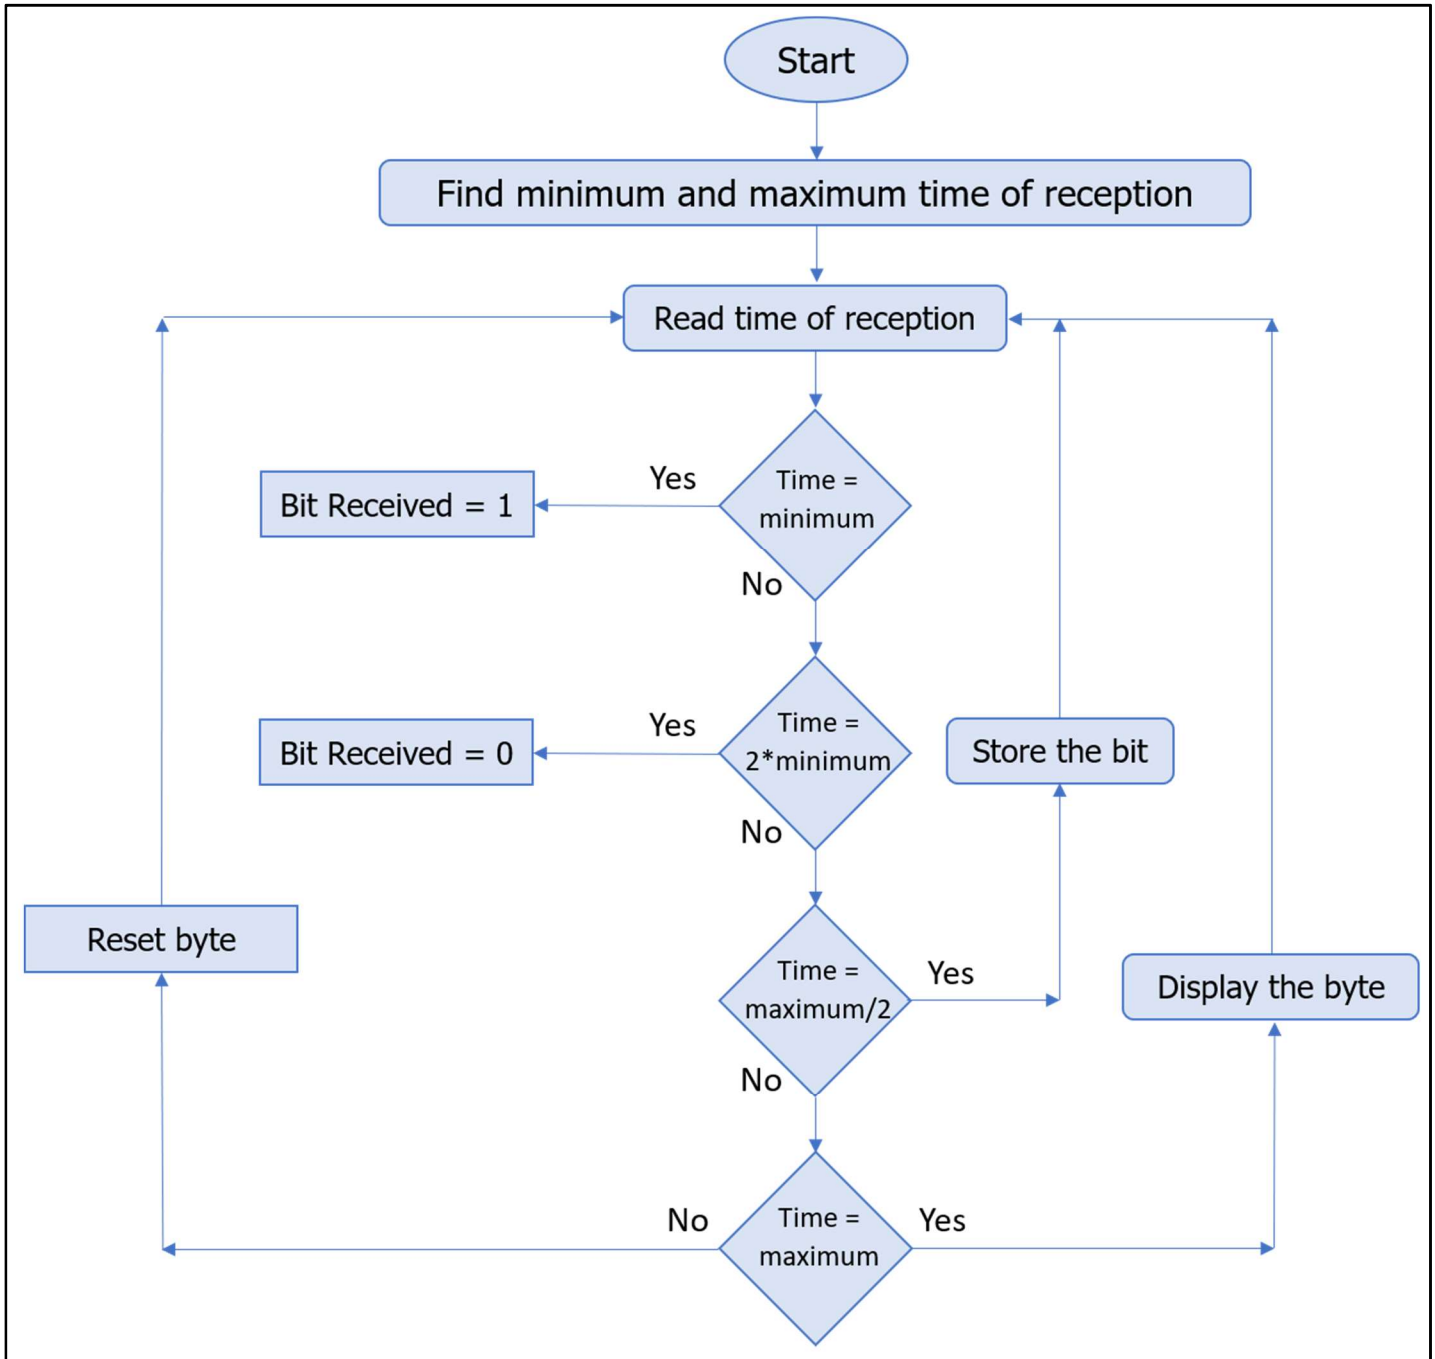 Start
Find minimum and maximum time of reception
Read time of reception
Yes
Time =
minimum
Bit Received = 1
No
Yes
Time =
2*minimum
Bit Received = 0
Store the bit
No
Reset byte
Time =
maximum/2
Yes
Display the byte
No
No
Time =
maximum
Yes